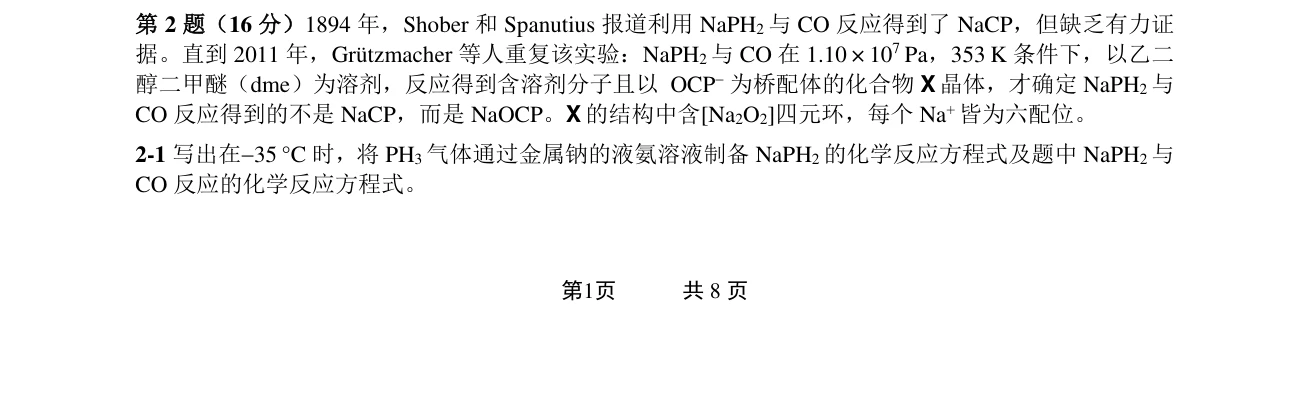 第 2 题（16 分）1894 年，Shober 和 Spanutius 报道利用 NaPH₂ 与 CO 反应得到了 NaCP，但缺乏有力证
据。直到 2011 年，Grützmacher 等人重复该实验：NaPH₂ 与 CO 在 1.10 × 10⁷ Pa，353 K 条件下，以乙二
醇二甲醚（dme）为溶剂，反应得到含溶剂分子且以 OCP⁻ 为桥配体的化合物 X 晶体，才确定 NaPH₂ 与
CO 反应得到的不是 NaCP，而是 NaOCP。X 的结构中含[Na₂O₂]四元环，每个 Na⁺ 皆为六配位。
2-1 写出在–35 °C 时，将 PH₃ 气体通过金属钠的液氨溶液制备 NaPH₂ 的化学反应方程式及题中 NaPH₂ 与
CO 反应的化学反应方程式。
第1页 共 8 页